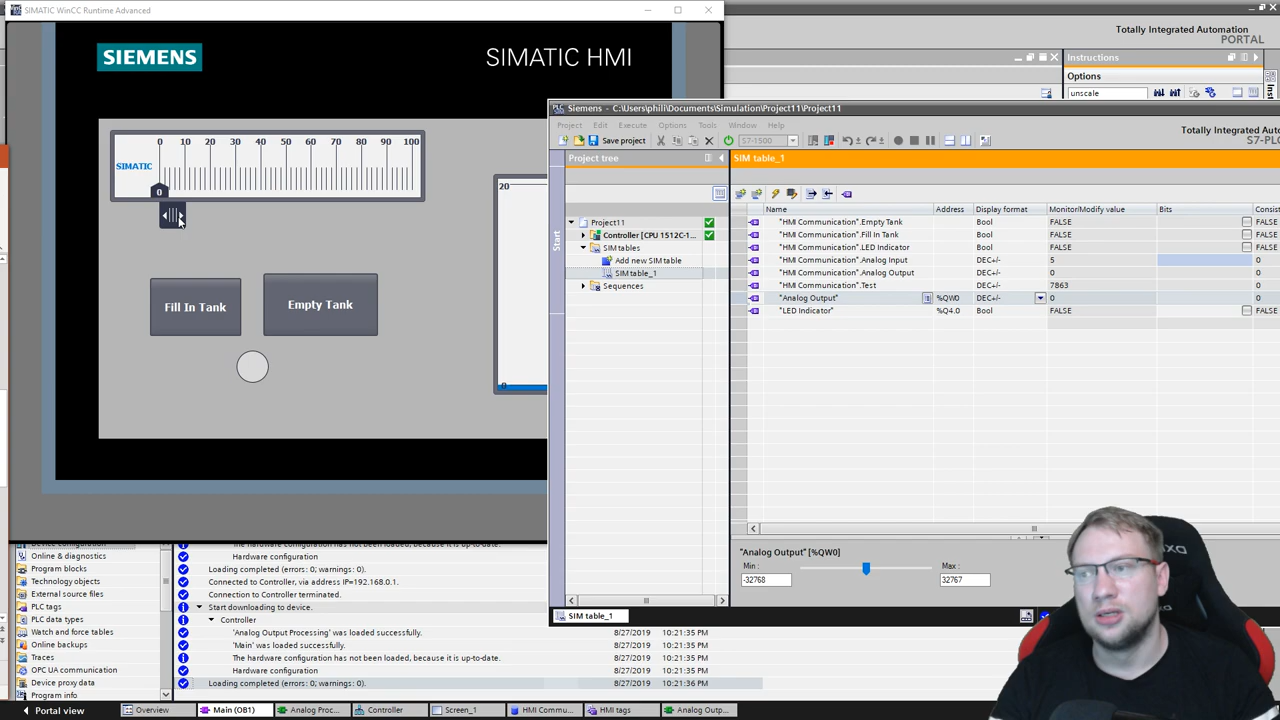 SIMATIC WinCC Runtime Advanced
SIEMENS
SIMATIC HMI
0 10 20 30 40 50 60 70 80 90 100
SIMATIC
0
Fill In Tank
Empty Tank
20
0
Totally Integrated Automation
PORTAL
Instructions
Options
unscale
Siemens - C:\Users\phili\Documents\Simulation\Project11\Project11
Project Edit Execute Options Tools Window Help
Totally Integrated Auto
S7-PLC
Save project
S7-1500
Project tree
SIM table_1
Start
Project11
Controller [CPU 1512C-1...
SIM tables
Add new SIM table
SIM table_1
Sequences
Name Address Display format Monitor/Modify value Bits Consist
"HMI Communication".Empty Tank Bool FALSE FALSE
"HMI Communication".Fill In Tank Bool FALSE FALSE
"HMI Communication".LED Indicator Bool FALSE FALSE
"HMI Communication".Analog Input DEC+/- 5 0
"HMI Communication".Analog Output DEC+/- 0 0
"HMI Communication".Test DEC+/- 7863 0
"Analog Output" %QW0 DEC+/- 0 0
"LED Indicator" %Q4.0 Bool FALSE FALSE
"Analog Output" [%QW0]
Min : Max :
-32768 32767
SIM table_1
Online & diagnostics
Program blocks
Technology objects
External source files
PLC tags
PLC data types
Watch and force tables
Online backups
Traces
OPC UA communication
Device proxy data
Program info
Hardware configuration
Loading completed (errors: 0; warnings: 0).
Connected to Controller, via address IP=192.168.0.1.
Connection to Controller terminated.
Start downloading to device.
Controller
'Analog Output Processing' was loaded successfully. 8/27/2019 10:21:35 PM
'Main' was loaded successfully. 8/27/2019 10:21:35 PM
The hardware configuration has not been loaded, because it is up-to-date. 8/27/2019 10:21:35 PM
Hardware configuration 8/27/2019 10:21:35 PM
Loading completed (errors: 0; warnings: 0). 8/27/2019 10:21:36 PM
Portal view
Overview
Main (OB1)
Analog Proc...
Controller
Screen_1
HMI Commu...
HMI tags
Analog Outp...